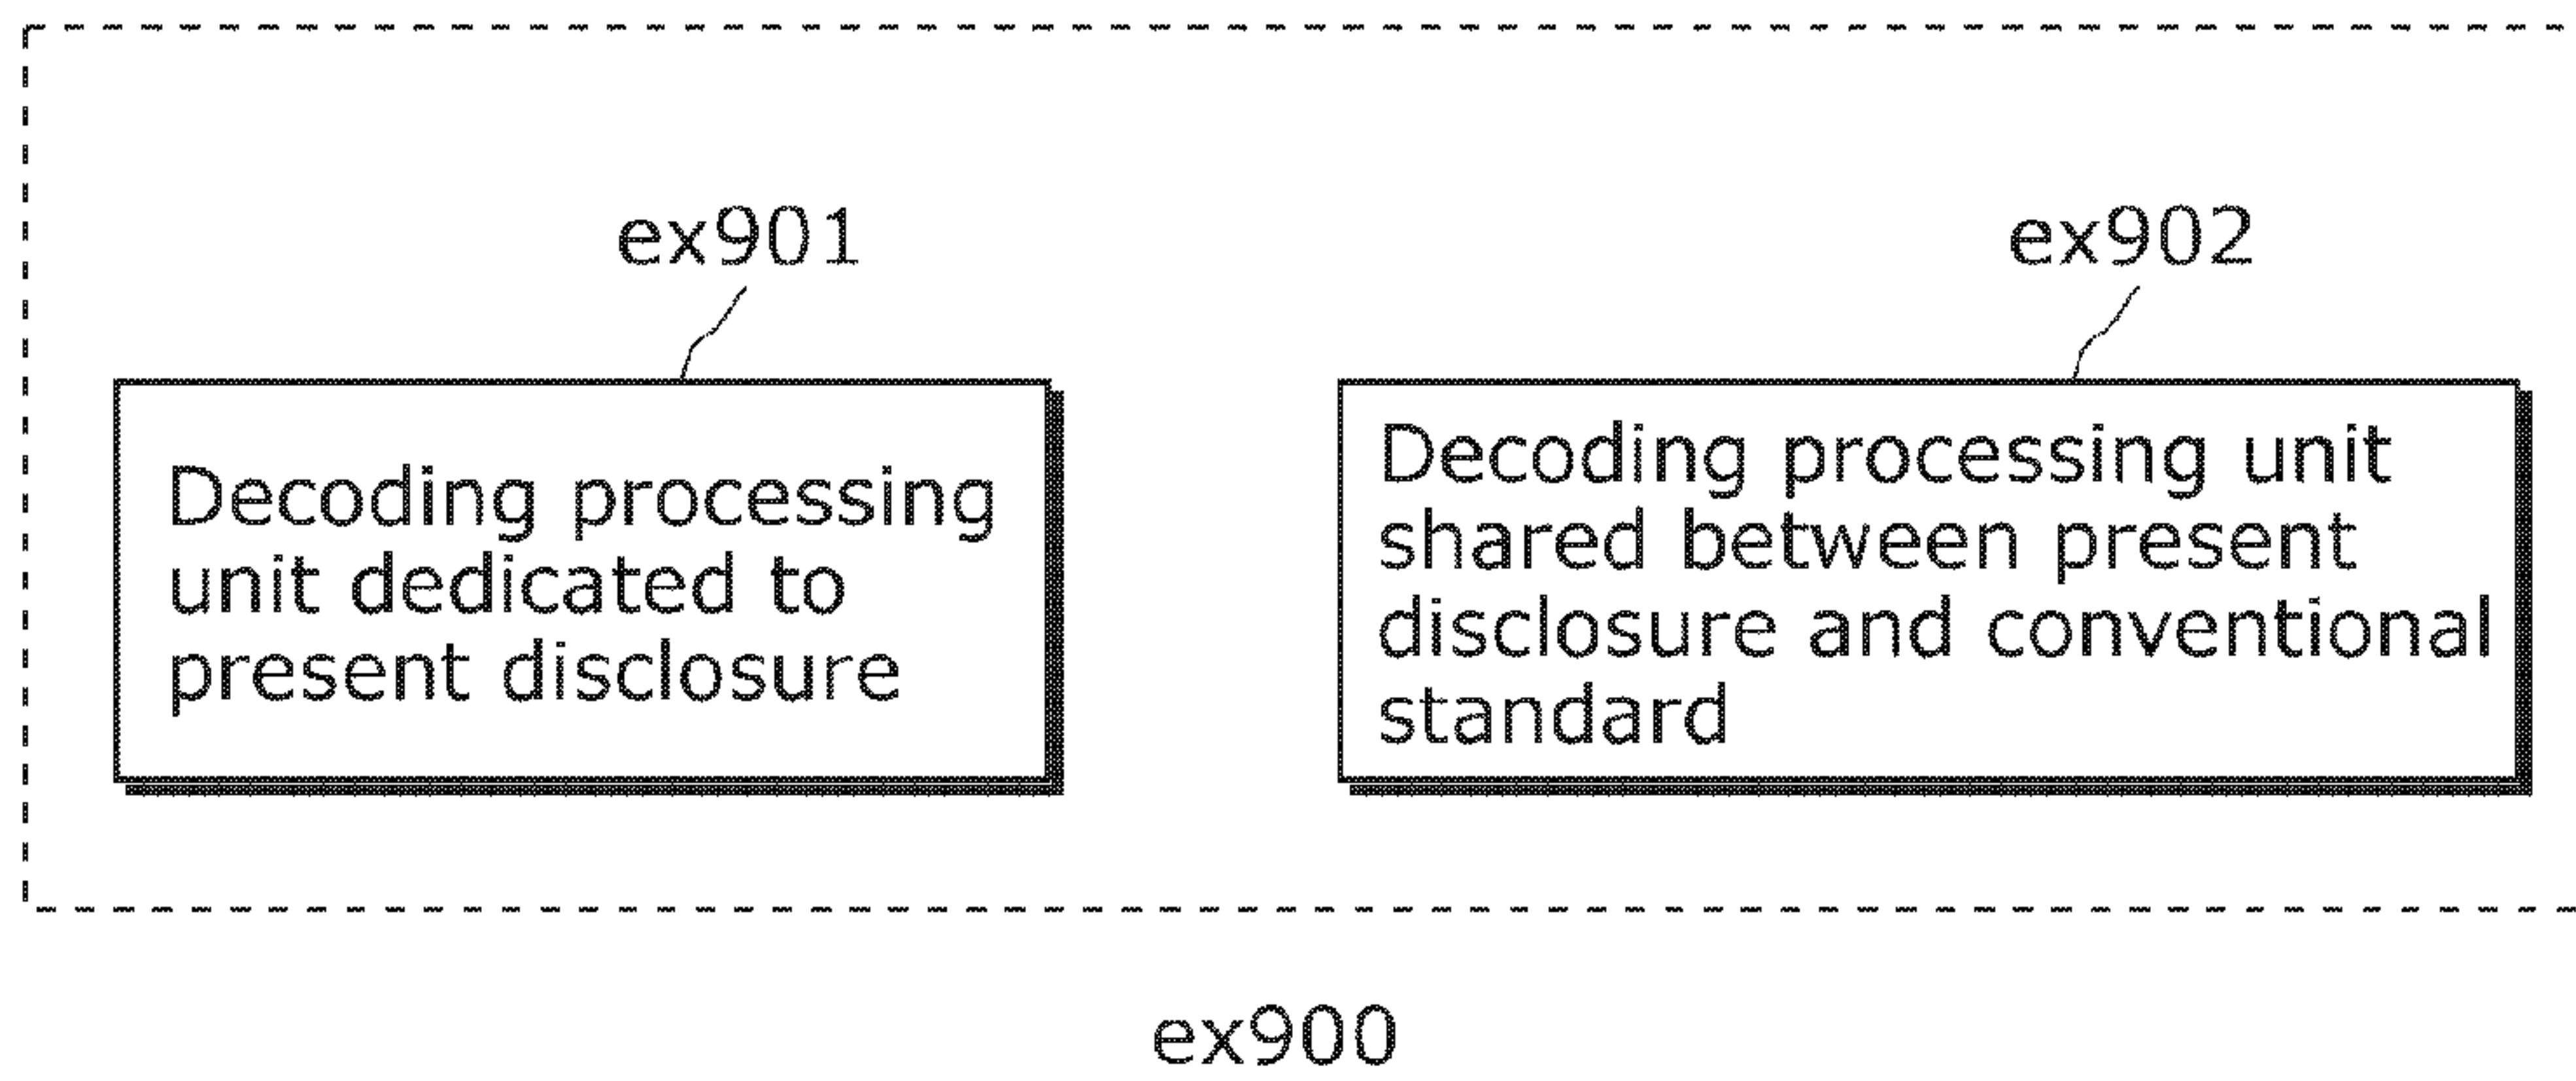 ex901
ex902
Decoding processing
unit dedicated to
present disclosure
Decoding processing unit
shared between present
disclosure and conventional
standard
ex900